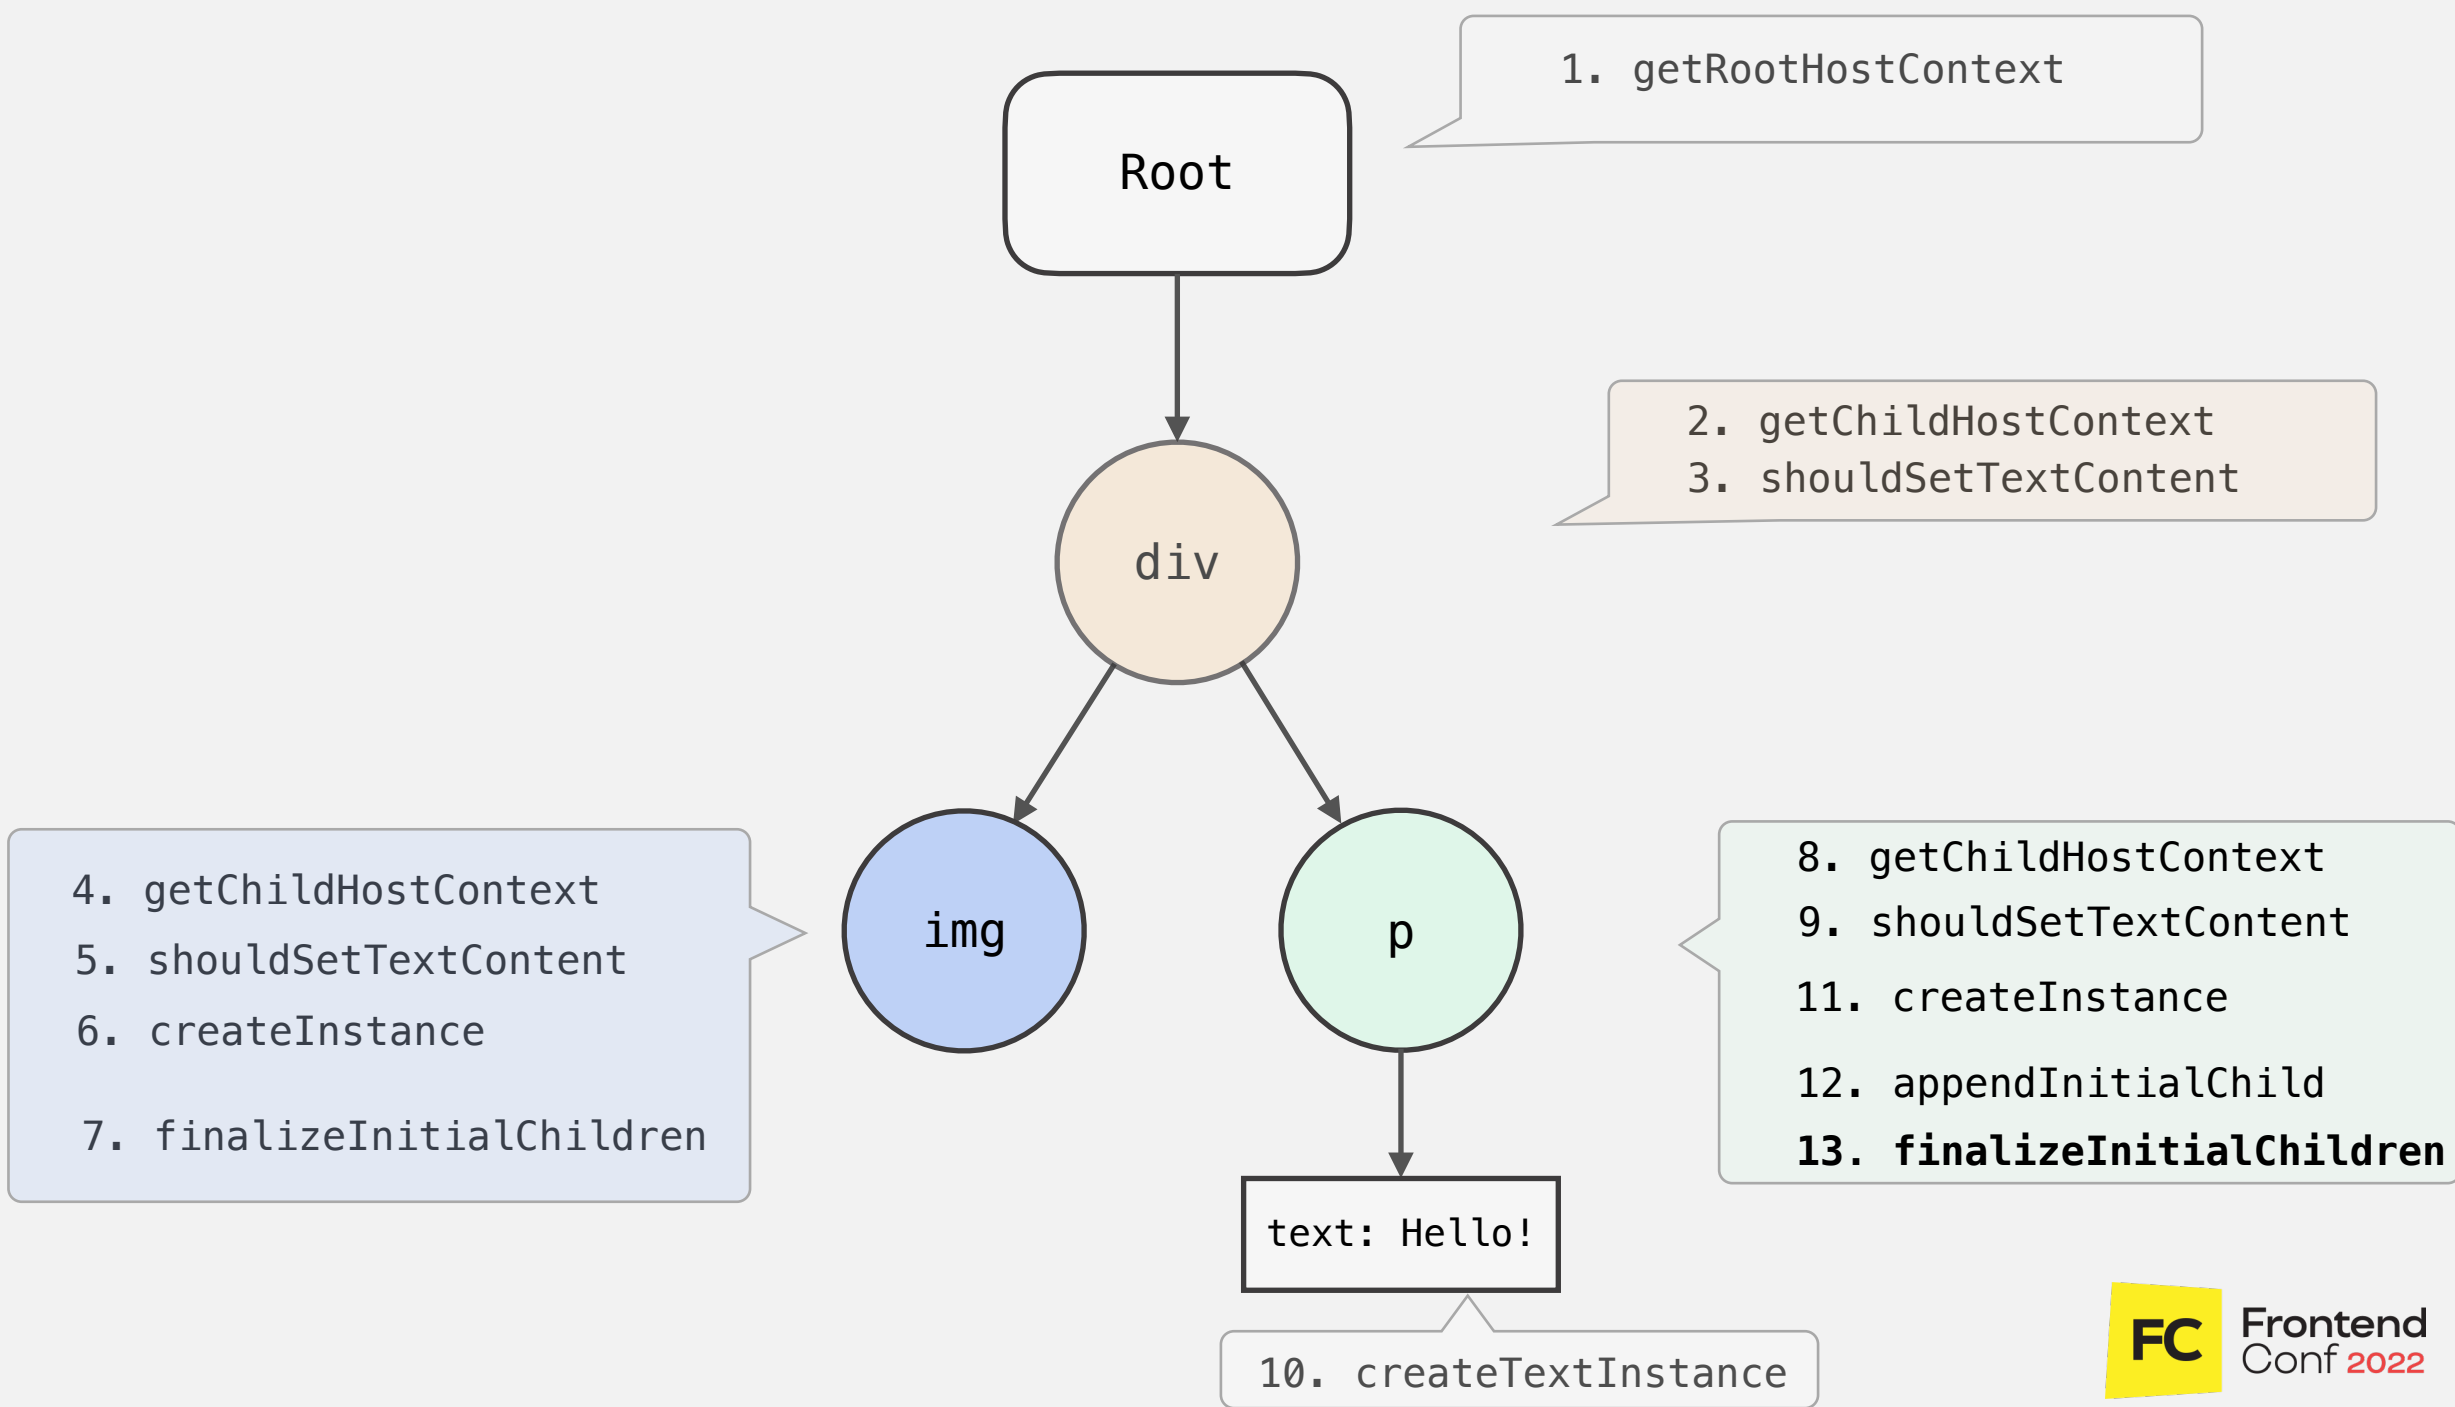 1. getRootHostContext
Root
2. getChildHostContext
3. shouldSetTextContent
div
4. getChildHostContext
5. shouldSetTextContent
6. createInstance
7. finalizeInitialChildren
img
p
8. getChildHostContext
9. shouldSetTextContent
11. createInstance
12. appendInitialChild
13. finalizeInitialChildren
text: Hello!
10. createTextInstance
FC
Frontend
Conf 2022